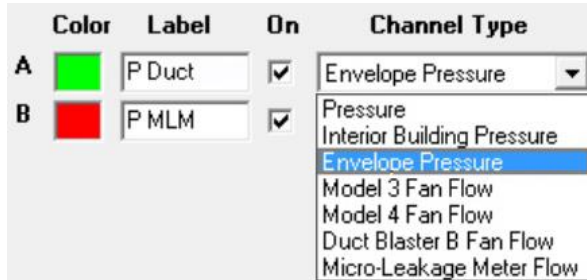 Color Label On Channel Type
A P Duct Envelope Pressure
B P MLM Pressure
Interior Building Pressure
Envelope Pressure
Model 3 Fan Flow
Model 4 Fan Flow
Duct Blaster B Fan Flow
Micro-Leakage Meter Flow